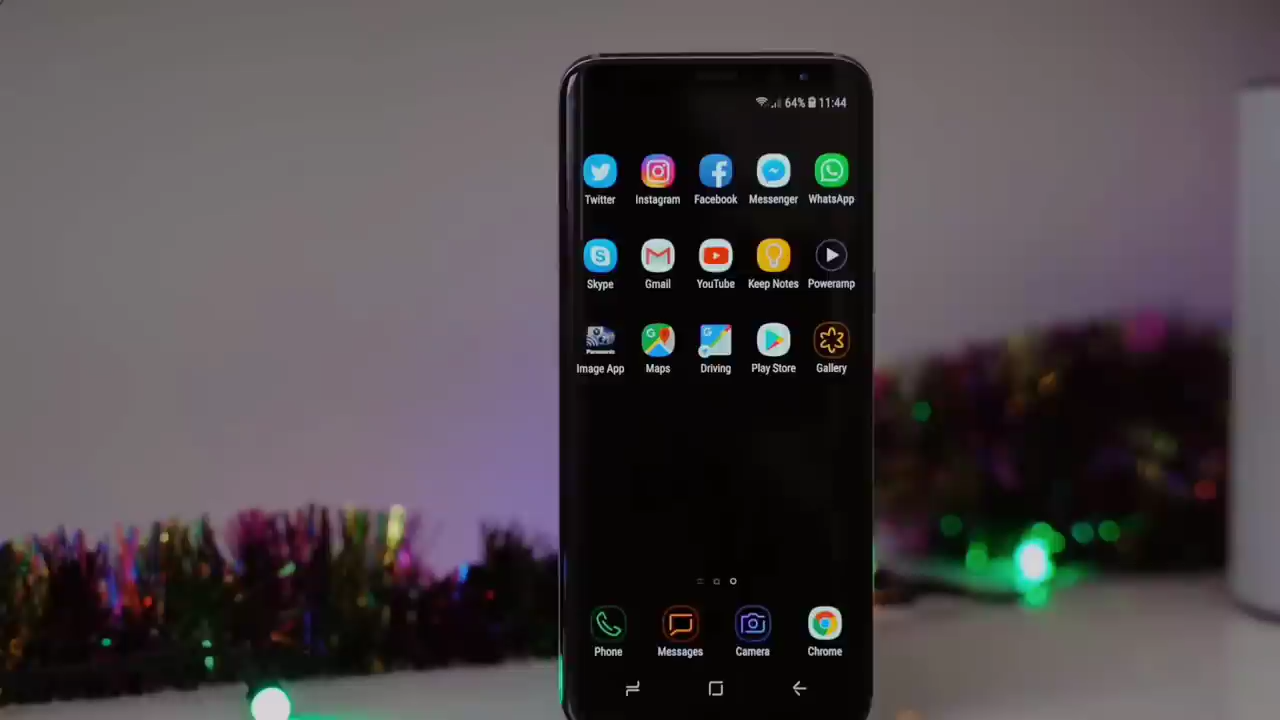 64% 11:44
Twitter Instagram Facebook Messenger WhatsApp
Skype Gmail YouTube Keep Notes Poweramp
Panasonic
Image App Maps Driving Play Store Gallery
Phone Messages Camera Chrome